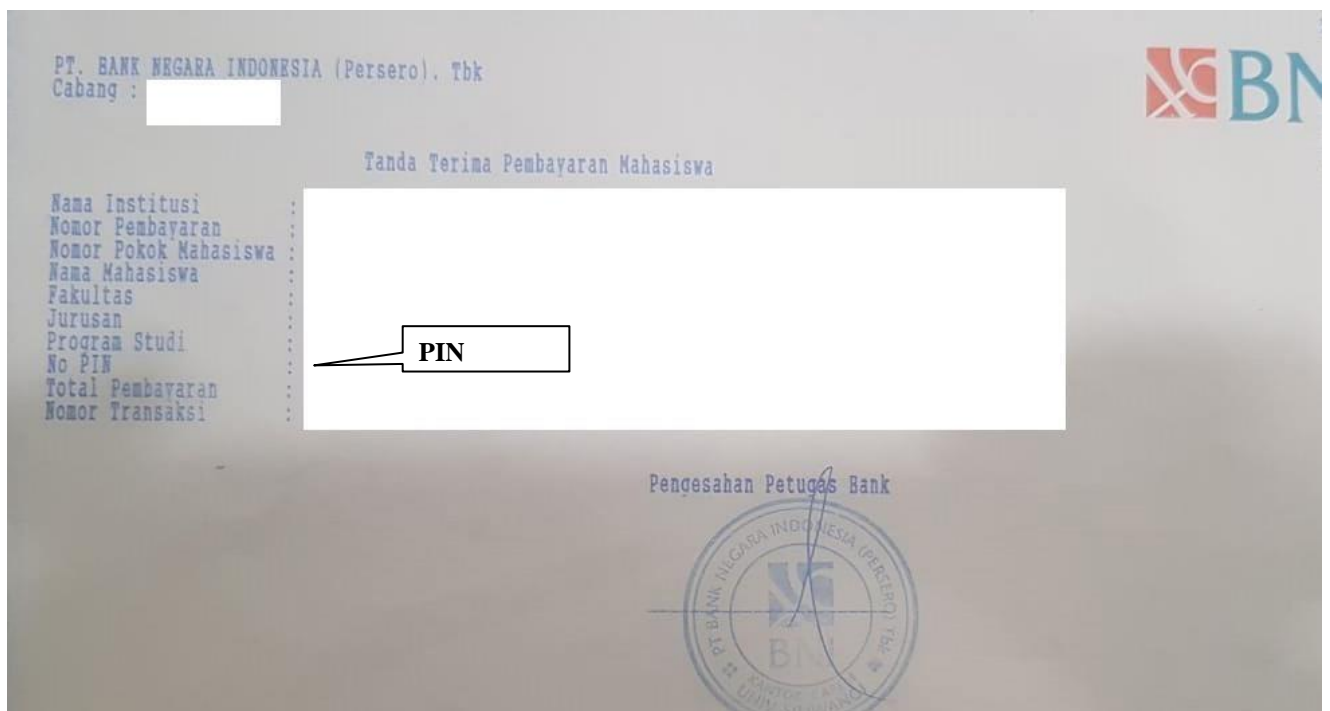 PT. BANK NEGARA INDONESIA (Persero). Tbk
Cabang :
BN
Tanda Terima Pembayaran Mahasiswa
Nama Institusi :
Nomor Pembayaran :
Nomor Pokok Mahasiswa :
Nama Mahasiswa :
Fakultas :
Jurusan :
Program Studi :
No PIN :
PIN
Total Pembayaran :
Nomor Transaksi :
Pengesahan Petugas Bank
PT BANK NEGARA INDONESIA (PERSERO) Tbk
BNI
KANTOR